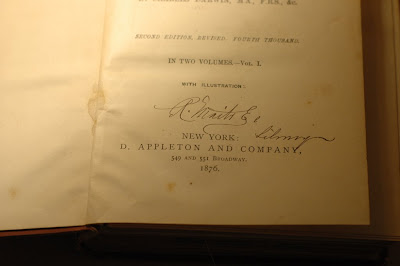 SECOND EDITION, REVISED. FOURTH THOUSAND.
IN TWO VOLUMES.—VOL. I.
WITH ILLUSTRATIONS
NEW YORK:
D. APPLETON AND COMPANY,
549 AND 551 BROADWAY.
1876.